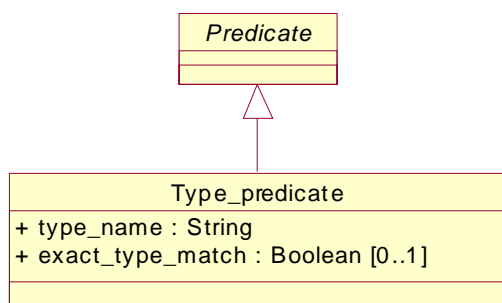 Predicate
Type_predicate
+ type_name : String
+ exact_type_match : Boolean [0..1]